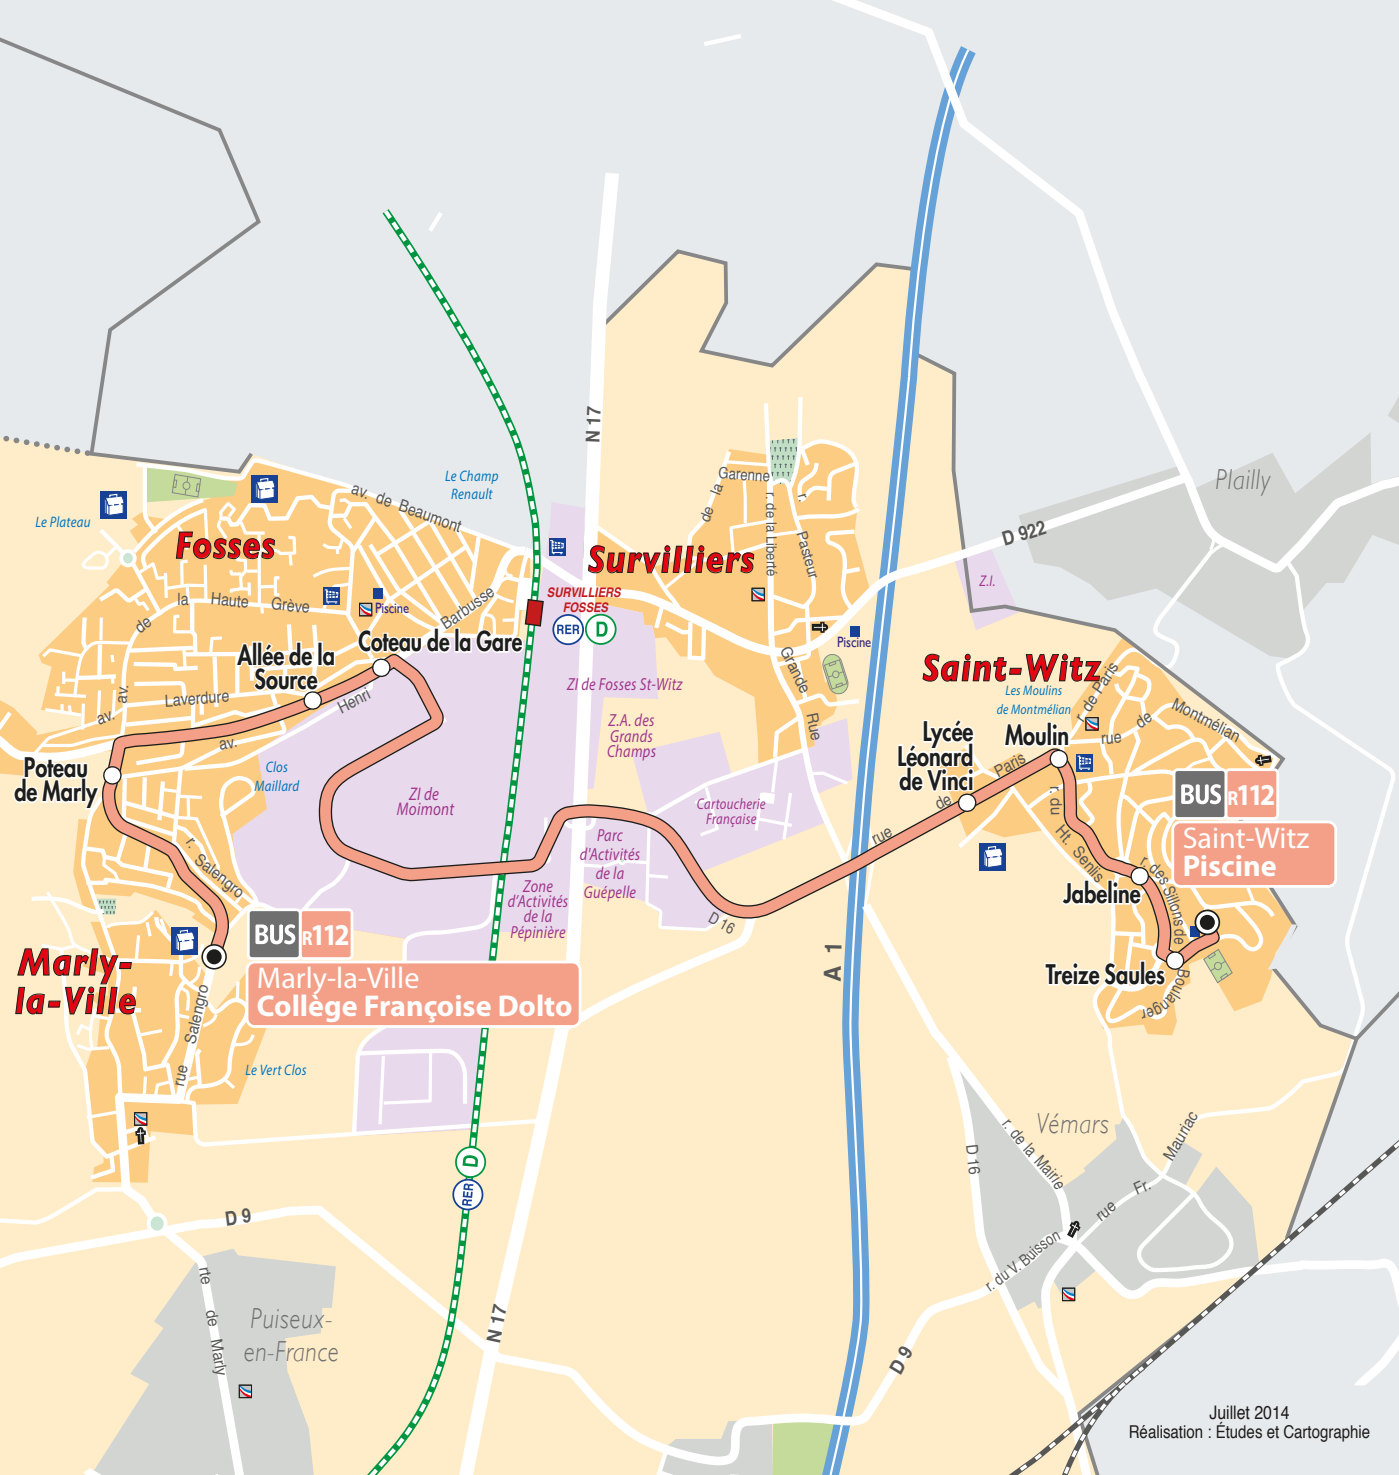 N 17
Le Champ
Renault
av. de Beaumont
Le Plateau
Fosses
Survilliers
Garenne
de la
r. de la Liberté
r. Pasteur
D 922
Plailly
Z.I.
la Haute Grève
de
av.
Piscine
Barbusse
SURVILLIERS
FOSSES
RER
D
Piscine
Coteau de la Gare
Allée de la
Source
Laverdure
av.
Henri
av.
Grande
Rue
ZI de Fosses St-Witz
Z.A. des
Grands
Champs
Saint-Witz
Les Moulins
de Montmélian
r. de Paris
rue de Montmélian
Lycée
Léonard
de Vinci
Moulin
Paris
de
rue
Poteau
de Marly
Clos
Maillard
ZI de
Moimont
Cartoucherie
Française
Parc
d'Activités
de la
Guépelle
BUS R112
Saint-Witz
Piscine
r. du Ht. Senlis
r. des Sillons de
Boulanger
Jabeline
Treize Saules
r. Salengro
Zone
d'Activités
de la
Pépinière
D 16
A 1
BUS R112
Marly-la-Ville
Collège Françoise Dolto
Marly-
la-Ville
rue Salengro
Le Vert Clos
D
RER
D 9
rte de Marly
Puiseux-
en-France
N 17
D 16
r. de la Mairie
Vémars
rue Fr. Mauriac
r. du V. Buisson
D 9
Juillet 2014
Réalisation : Études et Cartographie